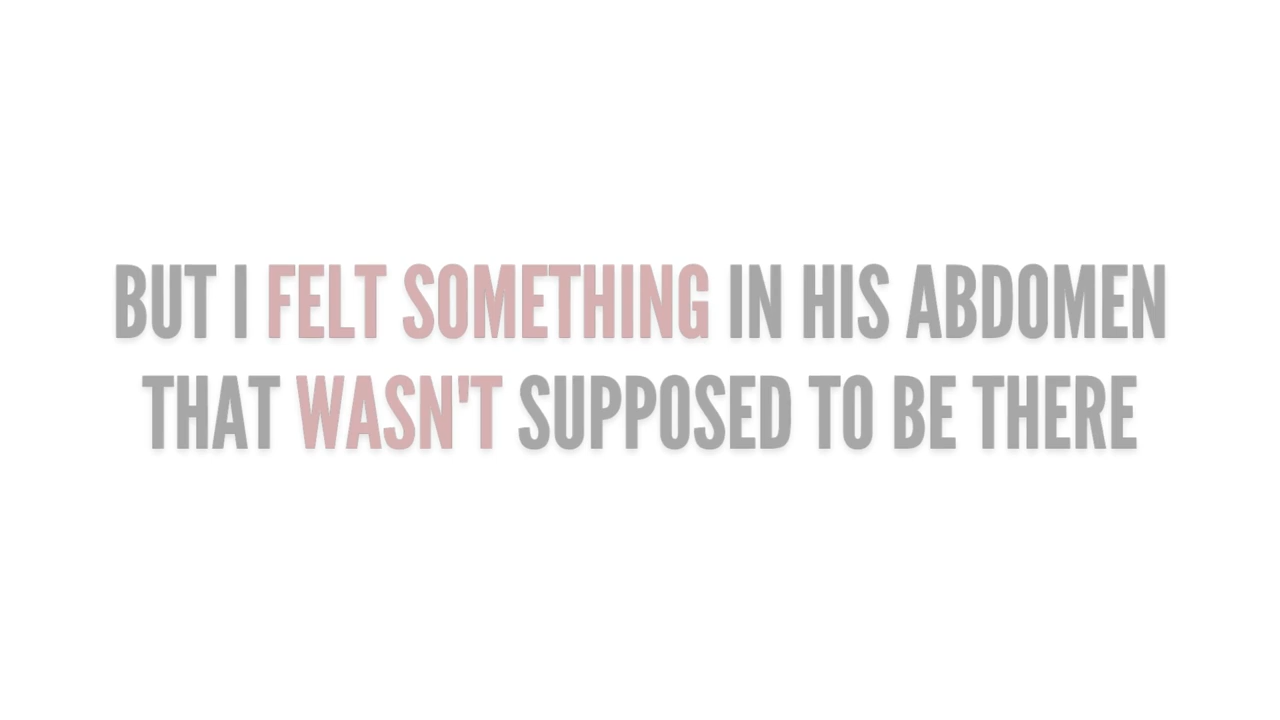 BUT I FELT SOMETHING IN HIS ABDOMEN
THAT WASN'T SUPPOSED TO BE THERE